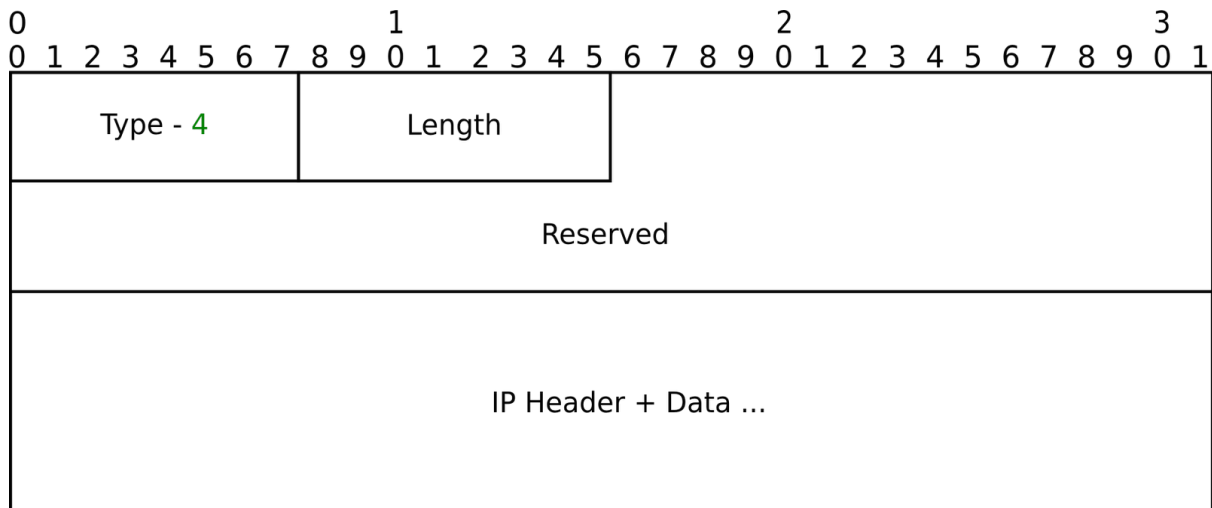 0 1 2 3
0 1 2 3 4 5 6 7 8 9 0 1 2 3 4 5 6 7 8 9 0 1 2 3 4 5 6 7 8 9 0 1
Type - 4 Length
Reserved
IP Header + Data ...